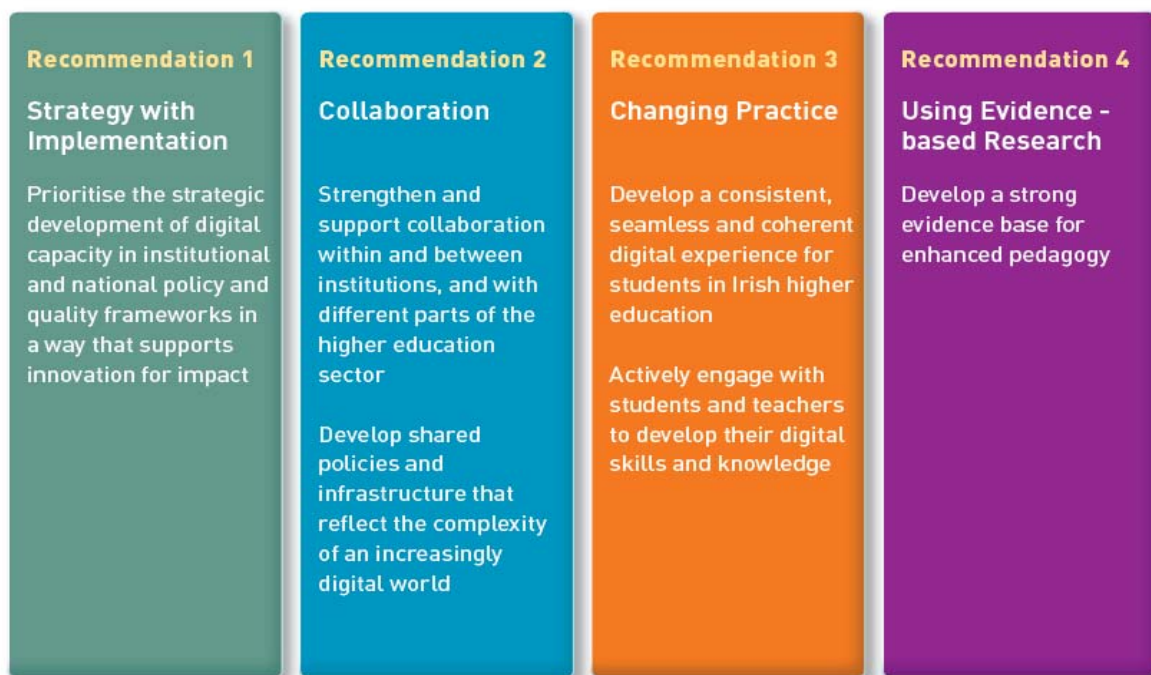 Recommendation 1
Strategy with
Implementation
Prioritise the strategic
development of digital
capacity in institutional
and national policy and
quality frameworks in
a way that supports
innovation for impact
Recommendation 2
Collaboration
Strengthen and
support collaboration
within and between
institutions, and with
different parts of the
higher education
sector
Develop shared
policies and
infrastructure that
reflect the complexity
of an increasingly
digital world
Recommendation 3
Changing Practice
Develop a consistent,
seamless and coherent
digital experience for
students in Irish higher
education
Actively engage with
students and teachers
to develop their digital
skills and knowledge
Recommendation 4
Using Evidence -
based Research
Develop a strong
evidence base for
enhanced pedagogy